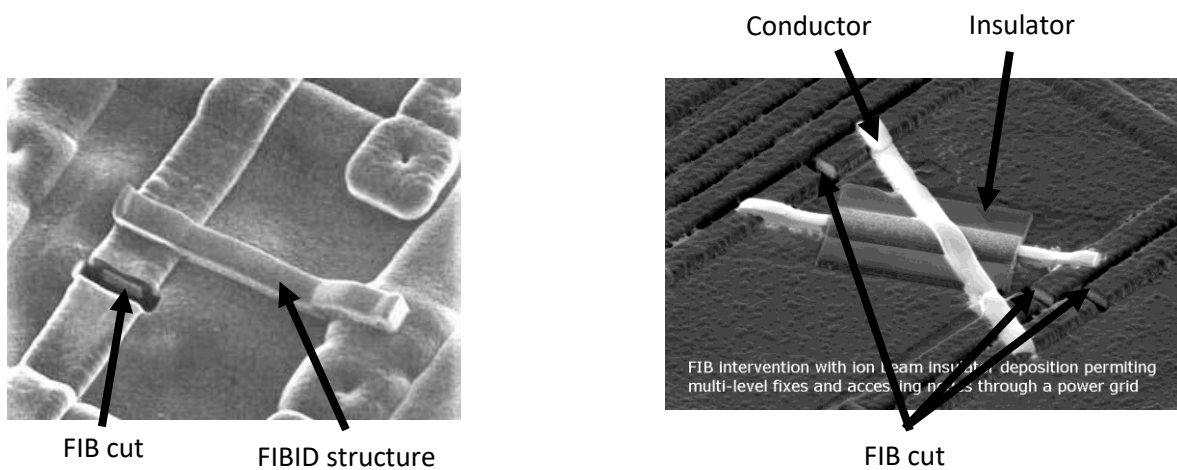 Conductor
Insulator
FIB intervention with ion beam insulator deposition permiting
multi-level fixes and accessing nodes through a power grid
FIB cut
FIBID structure
FIB cut